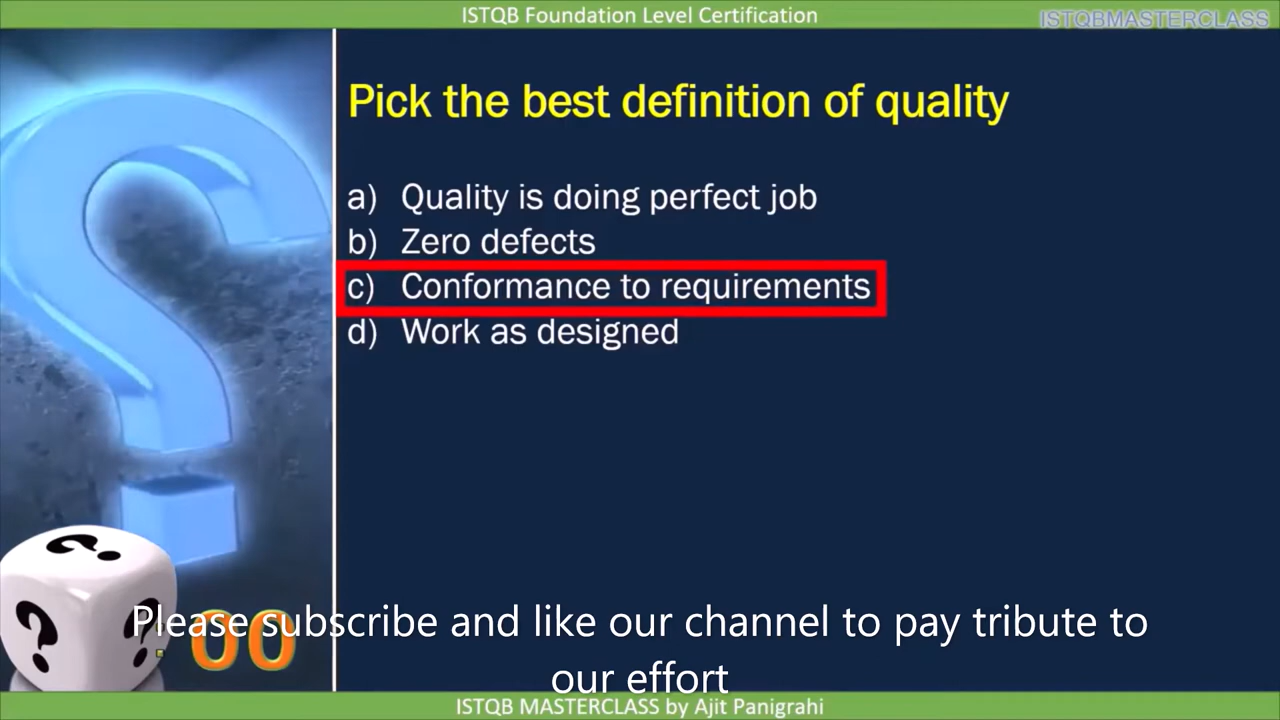 ISTQB Foundation Level Certification
ISTQBMASTERCLASS
Pick the best definition of quality
a) Quality is doing perfect job
b) Zero defects
c) Conformance to requirements
d) Work as designed
: 00
Please subscribe and like our channel to pay tribute to
our effort
ISTQB MASTERCLASS by Ajit Panigrahi